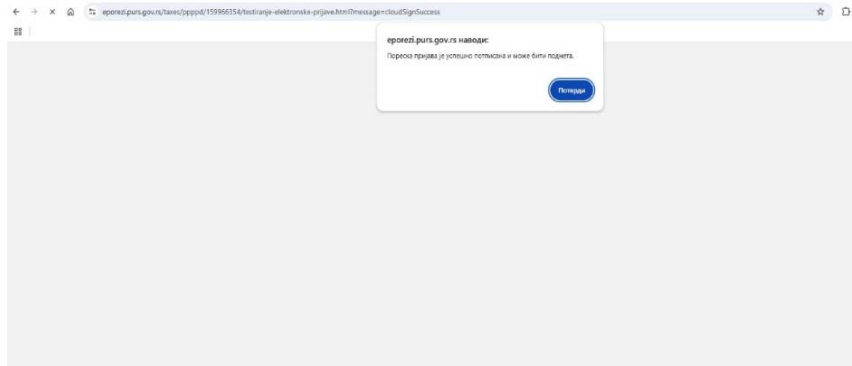 eporezi.purs.gov.rs/taxes/ppppd/159966354/testiranje-elektronske-prijave.html?message=cloudSignSuccess
eporezi.purs.gov.rs наводи:
Пореска пријава је успешно потписана и може бити поднета.
Потврди